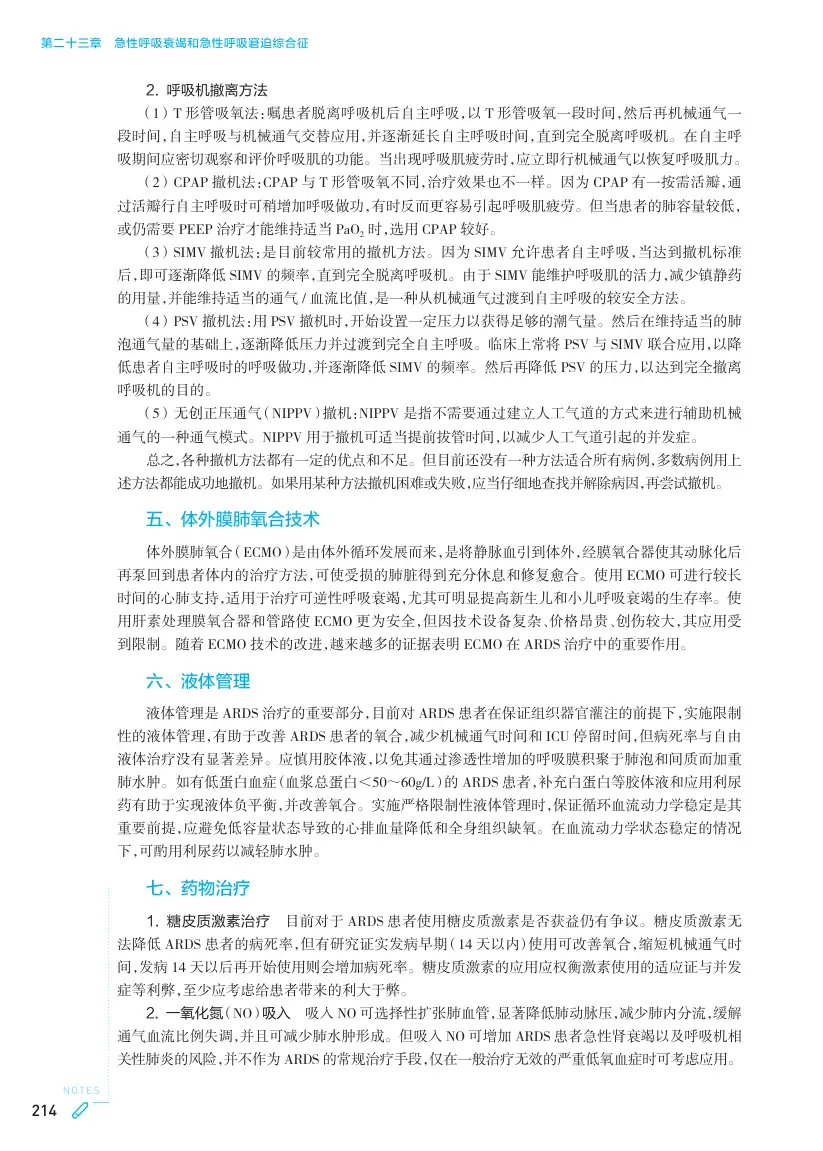 第二十三章 急性呼吸衰竭和急性呼吸窘迫综合征
2. 呼吸机撤离方法
（1）T 形管吸氧法：嘱患者脱离呼吸机后自主呼吸，以 T 形管吸氧一段时间，然后再机械通气一
段时间，自主呼吸与机械通气交替应用，并逐渐延长自主呼吸时间，直到完全脱离呼吸机。在自主呼
吸期间应密切观察和评价呼吸肌的功能。当出现呼吸肌疲劳时，应立即行机械通气以恢复呼吸肌力。
（2）CPAP 撤机法：CPAP 与 T 形管吸氧不同，治疗效果也不一样。因为 CPAP 有一按需活瓣，通
过活瓣行自主呼吸时可稍增加呼吸做功，有时反而更容易引起呼吸肌疲劳。但当患者的肺容量较低，
或仍需要 PEEP 治疗才能维持适当 PaO₂ 时，选用 CPAP 较好。
（3）SIMV 撤机法：是目前较常用的撤机方法。因为 SIMV 允许患者自主呼吸，当达到撤机标准
后，即可逐渐降低 SIMV 的频率，直到完全脱离呼吸机。由于 SIMV 能维护呼吸肌的活力，减少镇静药
的用量，并能维持适当的通气 / 血流比值，是一种从机械通气过渡到自主呼吸的较安全方法。
（4）PSV 撤机法：用 PSV 撤机时，开始设置一定压力以获得足够的潮气量。然后在维持适当的肺
泡通气量的基础上，逐渐降低压力并过渡到完全自主呼吸。临床上常将 PSV 与 SIMV 联合应用，以降
低患者自主呼吸时的呼吸做功，并逐渐降低 SIMV 的频率。然后再降低 PSV 的压力，以达到完全撤离
呼吸机的目的。
（5）无创正压通气（NIPPV）撤机：NIPPV 是指不需要通过建立人工气道的方式来进行辅助机械
通气的一种通气模式。NIPPV 用于撤机可适当提前拔管时间，以减少人工气道引起的并发症。
总之，各种撤机方法都有一定的优点和不足。但目前还没有一种方法适合所有病例，多数病例用上
述方法都能成功地撤机。如果用某种方法撤机困难或失败，应当仔细地查找并解除病因，再尝试撤机。
五、体外膜肺氧合技术
体外膜肺氧合（ECMO）是由体外循环发展而来，是将静脉血引到体外，经膜氧合器使其动脉化后
再泵回到患者体内的治疗方法，可使受损的肺脏得到充分休息和修复愈合。使用 ECMO 可进行较长
时间的心肺支持，适用于治疗可逆性呼吸衰竭，尤其可明显提高新生儿和小儿呼吸衰竭的生存率。使
用肝素处理膜氧合器和管路使 ECMO 更为安全，但因技术设备复杂、价格昂贵、创伤较大，其应用受
到限制。随着 ECMO 技术的改进，越来越多的证据表明 ECMO 在 ARDS 治疗中的重要作用。
六、液体管理
液体管理是 ARDS 治疗的重要部分，目前对 ARDS 患者在保证组织器官灌注的前提下，实施限制
性的液体管理，有助于改善 ARDS 患者的氧合，减少机械通气时间和 ICU 停留时间，但病死率与自由
液体治疗没有显著差异。应慎用胶体液，以免其通过渗透性增加的呼吸膜积聚于肺泡和间质而加重
肺水肿。如有低蛋白血症（血浆总蛋白＜50～60g/L）的 ARDS 患者，补充白蛋白等胶体液和应用利尿
药有助于实现液体负平衡，并改善氧合。实施严格限制性液体管理时，保证循环血流动力学稳定是其
重要前提，应避免低容量状态导致的心排血量降低和全身组织缺氧。在血流动力学状态稳定的情况
下，可酌用利尿药以减轻肺水肿。
七、药物治疗
1. 糖皮质激素治疗 目前对于 ARDS 患者使用糖皮质激素是否获益仍有争议。糖皮质激素无
法降低 ARDS 患者的病死率，但有研究证实发病早期（14 天以内）使用可改善氧合，缩短机械通气时
间，发病 14 天以后再开始使用则会增加病死率。糖皮质激素的应用应权衡激素使用的适应证与并发
症等利弊，至少应考虑给患者带来的利大于弊。
2. 一氧化氮（NO）吸入 吸入 NO 可选择性扩张肺血管，显著降低肺动脉压，减少肺内分流，缓解
通气血流比例失调，并且可减少肺水肿形成。但吸入 NO 可增加 ARDS 患者急性肾衰竭以及呼吸机相
关性肺炎的风险，并不作为 ARDS 的常规治疗手段，仅在一般治疗无效的严重低氧血症时可考虑应用。
NOTES
214